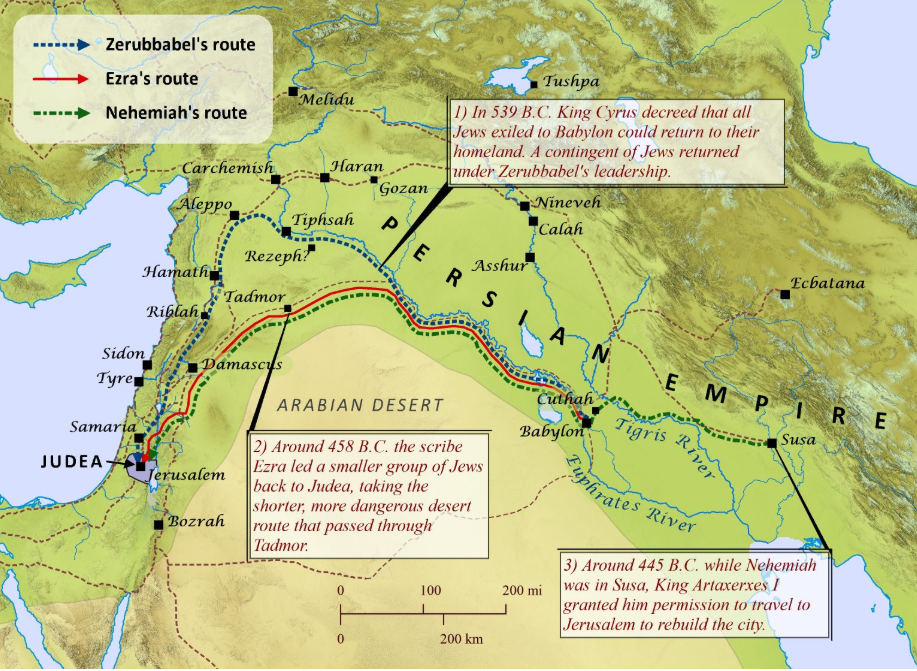 Zerubbabel's route
Ezra's route
Nehemiah's route
Tushpa
Melidu
1) In 539 B.C. King Cyrus decreed that all
Jews exiled to Babylon could return to their
homeland. A contingent of Jews returned
under Zerubbabel's leadership.
Carchemish
Haran
Gozan
Aleppo
Nineveh
Tiphsah
Calah
Rezeph?
Asshur
Hamath
PERSIAN EMPIRE
Ecbatana
Tadmor
Riblah
Sidon
Damascus
Tyre
ARABIAN DESERT
Cuthah
Samaria
Babylon
Tigris River
Susa
JUDEA
Jerusalem
2) Around 458 B.C. the scribe
Ezra led a smaller group of Jews
back to Judea, taking the
shorter, more dangerous desert
route that passed through
Tadmor.
Euphrates River
Bozrah
3) Around 445 B.C. while Nehemiah
was in Susa, King Artaxerxes I
granted him permission to travel to
Jerusalem to rebuild the city.
0 100 200 mi
0 200 km